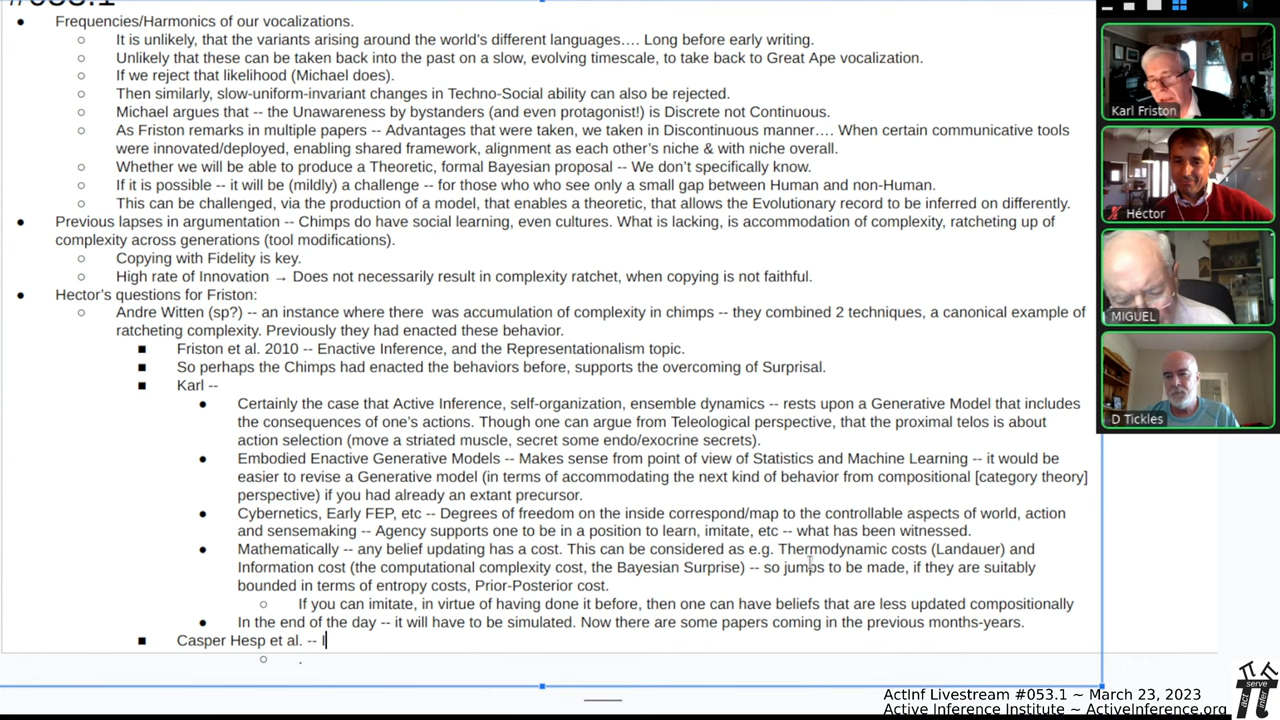 #053.1
● Frequencies/Harmonics of our vocalizations.
○ It is unlikely, that the variants arising around the world's different languages…. Long before early writing.
○ Unlikely that these can be taken back into the past on a slow, evolving timescale, to take back to Great Ape vocalization.
○ If we reject that likelihood (Michael does).
○ Then similarly, slow-uniform-invariant changes in Techno-Social ability can also be rejected.
○ Michael argues that -- the Unawareness by bystanders (and even protagonist!) is Discrete not Continuous.
○ As Friston remarks in multiple papers -- Advantages that were taken, we taken in Discontinuous manner…. When certain communicative tools
were innovated/deployed, enabling shared framework, alignment as each other's niche & with niche overall.
○ Whether we will be able to produce a Theoretic, formal Bayesian proposal -- We don't specifically know.
○ If it is possible -- it will be (mildly) a challenge -- for those who who see only a small gap between Human and non-Human.
○ This can be challenged, via the production of a model, that enables a theoretic, that allows the Evolutionary record to be inferred on differently.
● Previous lapses in argumentation -- Chimps do have social learning, even cultures. What is lacking, is accommodation of complexity, ratcheting up of
complexity across generations (tool modifications).
○ Copying with Fidelity is key.
○ High rate of Innovation → Does not necessarily result in complexity ratchet, when copying is not faithful.
● Hector's questions for Friston:
○ Andre Witten (sp?) -- an instance where there was accumulation of complexity in chimps -- they combined 2 techniques, a canonical example of
ratcheting complexity. Previously they had enacted these behavior.
■ Friston et al. 2010 -- Enactive Inference, and the Representationalism topic.
■ So perhaps the Chimps had enacted the behaviors before, supports the overcoming of Surprisal.
■ Karl --
● Certainly the case that Active Inference, self-organization, ensemble dynamics -- rests upon a Generative Model that includes
the consequences of one's actions. Though one can argue from Teleological perspective, that the proximal telos is about
action selection (move a striated muscle, secret some endo/exocrine secrets).
● Embodied Enactive Generative Models -- Makes sense from point of view of Statistics and Machine Learning -- it would be
easier to revise a Generative model (in terms of accommodating the next kind of behavior from compositional [category theory]
perspective) if you had already an extant precursor.
● Cybernetics, Early FEP, etc -- Degrees of freedom on the inside correspond/map to the controllable aspects of world, action
and sensemaking -- Agency supports one to be in a position to learn, imitate, etc -- what has been witnessed.
● Mathematically -- any belief updating has a cost. This can be considered as e.g. Thermodynamic costs (Landauer) and
Information cost (the computational complexity cost, the Bayesian Surprise) -- so jumps to be made, if they are suitably
bounded in terms of entropy costs, Prior-Posterior cost.
○ If you can imitate, in virtue of having done it before, then one can have beliefs that are less updated compositionally
● In the end of the day -- it will have to be simulated. Now there are some papers coming in the previous months-years.
■ Casper Hesp et al. -- I
○ .
Karl Friston
Héctor
MIGUEL
D Tickles
ActInf Livestream #053.1 ~ March 23, 2023
Active Inference Institute ~ ActiveInference.org
act
serve
infer